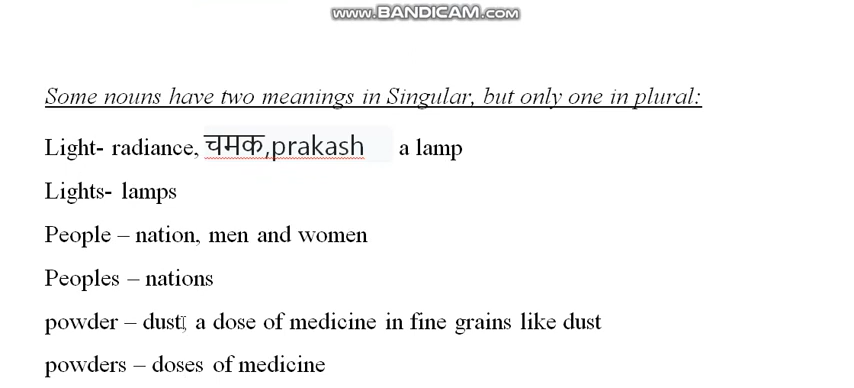 www.BANDICAM.com
Some nouns have two meanings in Singular, but only one in plural:
Light- radiance, चमक,prakash a lamp
Lights- lamps
People – nation, men and women
Peoples – nations
powder – dust, a dose of medicine in fine grains like dust
powders – doses of medicine